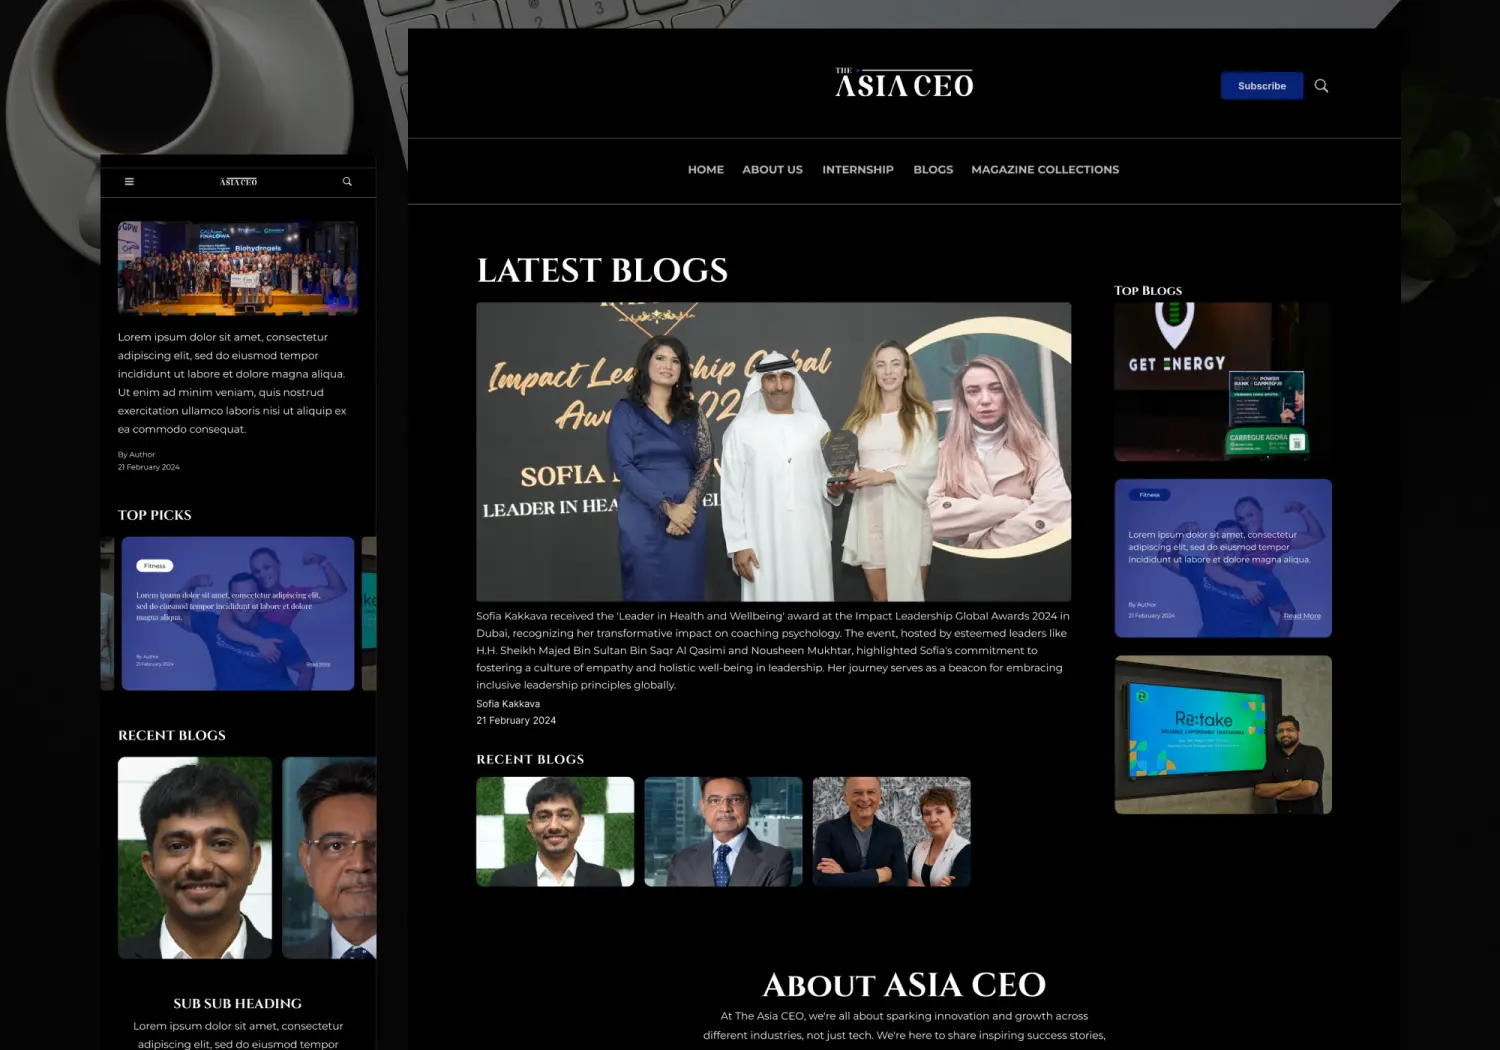 ASIA CEO
GPW
GALA
FINAŁOWA
Biohydrogels
Lorem ipsum dolor sit amet, consectetur
adipiscing elit, sed do eiusmod tempor
incididunt ut labore et dolore magna aliqua.
Ut enim ad minim veniam, quis nostrud
exercitation ullamco laboris nisi ut aliquip ex
ea commodo consequat.
By Author
21 February 2024
TOP PICKS
Fitness
Lorem ipsum dolor sit amet, consectetur adipiscing elit,
sed do eiusmod tempor incididunt ut labore et dolore
magna aliqua.
By Author
21 February 2024
Read More
ke
RECENT BLOGS
SUB SUB HEADING
Lorem ipsum dolor sit amet, consectetur
adipiscing elit, sed do eiusmod tempor
THE
ASIA CEO
Subscribe
HOME ABOUT US INTERNSHIP BLOGS MAGAZINE COLLECTIONS
LATEST BLOGS
Impact Leadership Global
SOFIA
LEADER IN HEA EL
Sofia Kakkava received the 'Leader in Health and Wellbeing' award at the Impact Leadership Global Awards 2024 in
Dubai, recognizing her transformative impact on coaching psychology. The event, hosted by esteemed leaders like
H.H. Sheikh Majed Bin Sultan Bin Saqr Al Qasimi and Nousheen Mukhtar, highlighted Sofia's commitment to
fostering a culture of empathy and holistic well-being in leadership. Her journey serves as a beacon for embracing
inclusive leadership principles globally.
Sofia Kakkava
21 February 2024
RECENT BLOGS
TOP BLOGS
GET ENERGY
CARREGUE AGORA
Fitness
Lorem ipsum dolor sit amet, consectetur
adipiscing elit, sed do eiusmod tempor
incididunt ut labore et dolore magna aliqua.
By Author
21 February 2024
Read More
Re:take
ABOUT ASIA CEO
At The Asia CEO, we're all about sparking innovation and growth across
different industries, not just tech. We're here to share inspiring success stories,